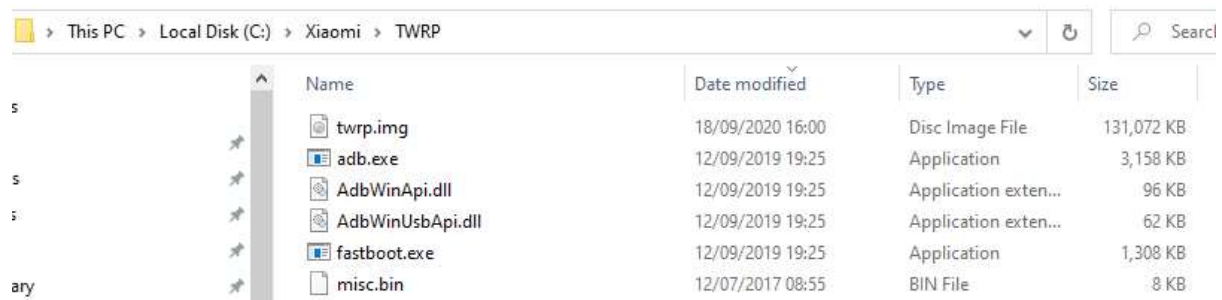 This PC > Local Disk (C:) > Xiaomi > TWRP Search
Name Date modified Type Size
s
twrp.img 18/09/2020 16:00 Disc Image File 131,072 KB
adb.exe 12/09/2019 19:25 Application 3,158 KB
s AdbWinApi.dll 12/09/2019 19:25 Application exten... 96 KB
s AdbWinUsbApi.dll 12/09/2019 19:25 Application exten... 62 KB
fastboot.exe 12/09/2019 19:25 Application 1,308 KB
ary misc.bin 12/07/2017 08:55 BIN File 8 KB